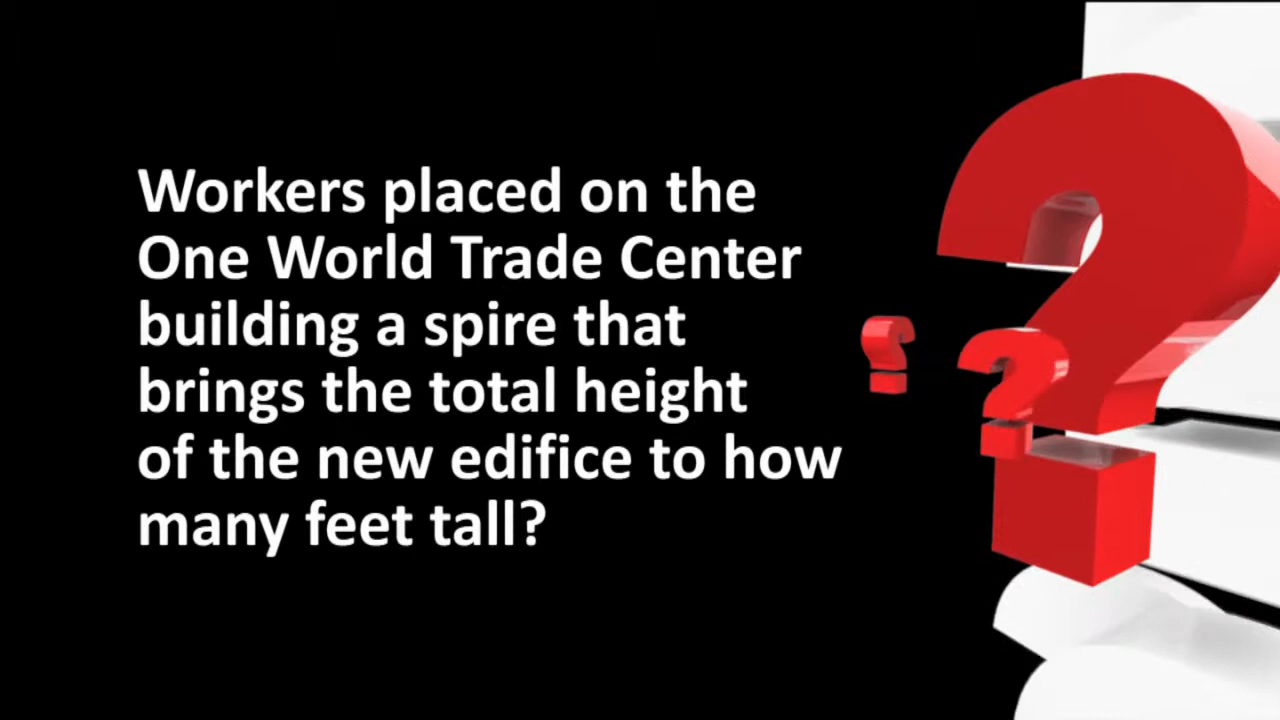 Workers placed on the
One World Trade Center
building a spire that
brings the total height
of the new edifice to how
many feet tall?